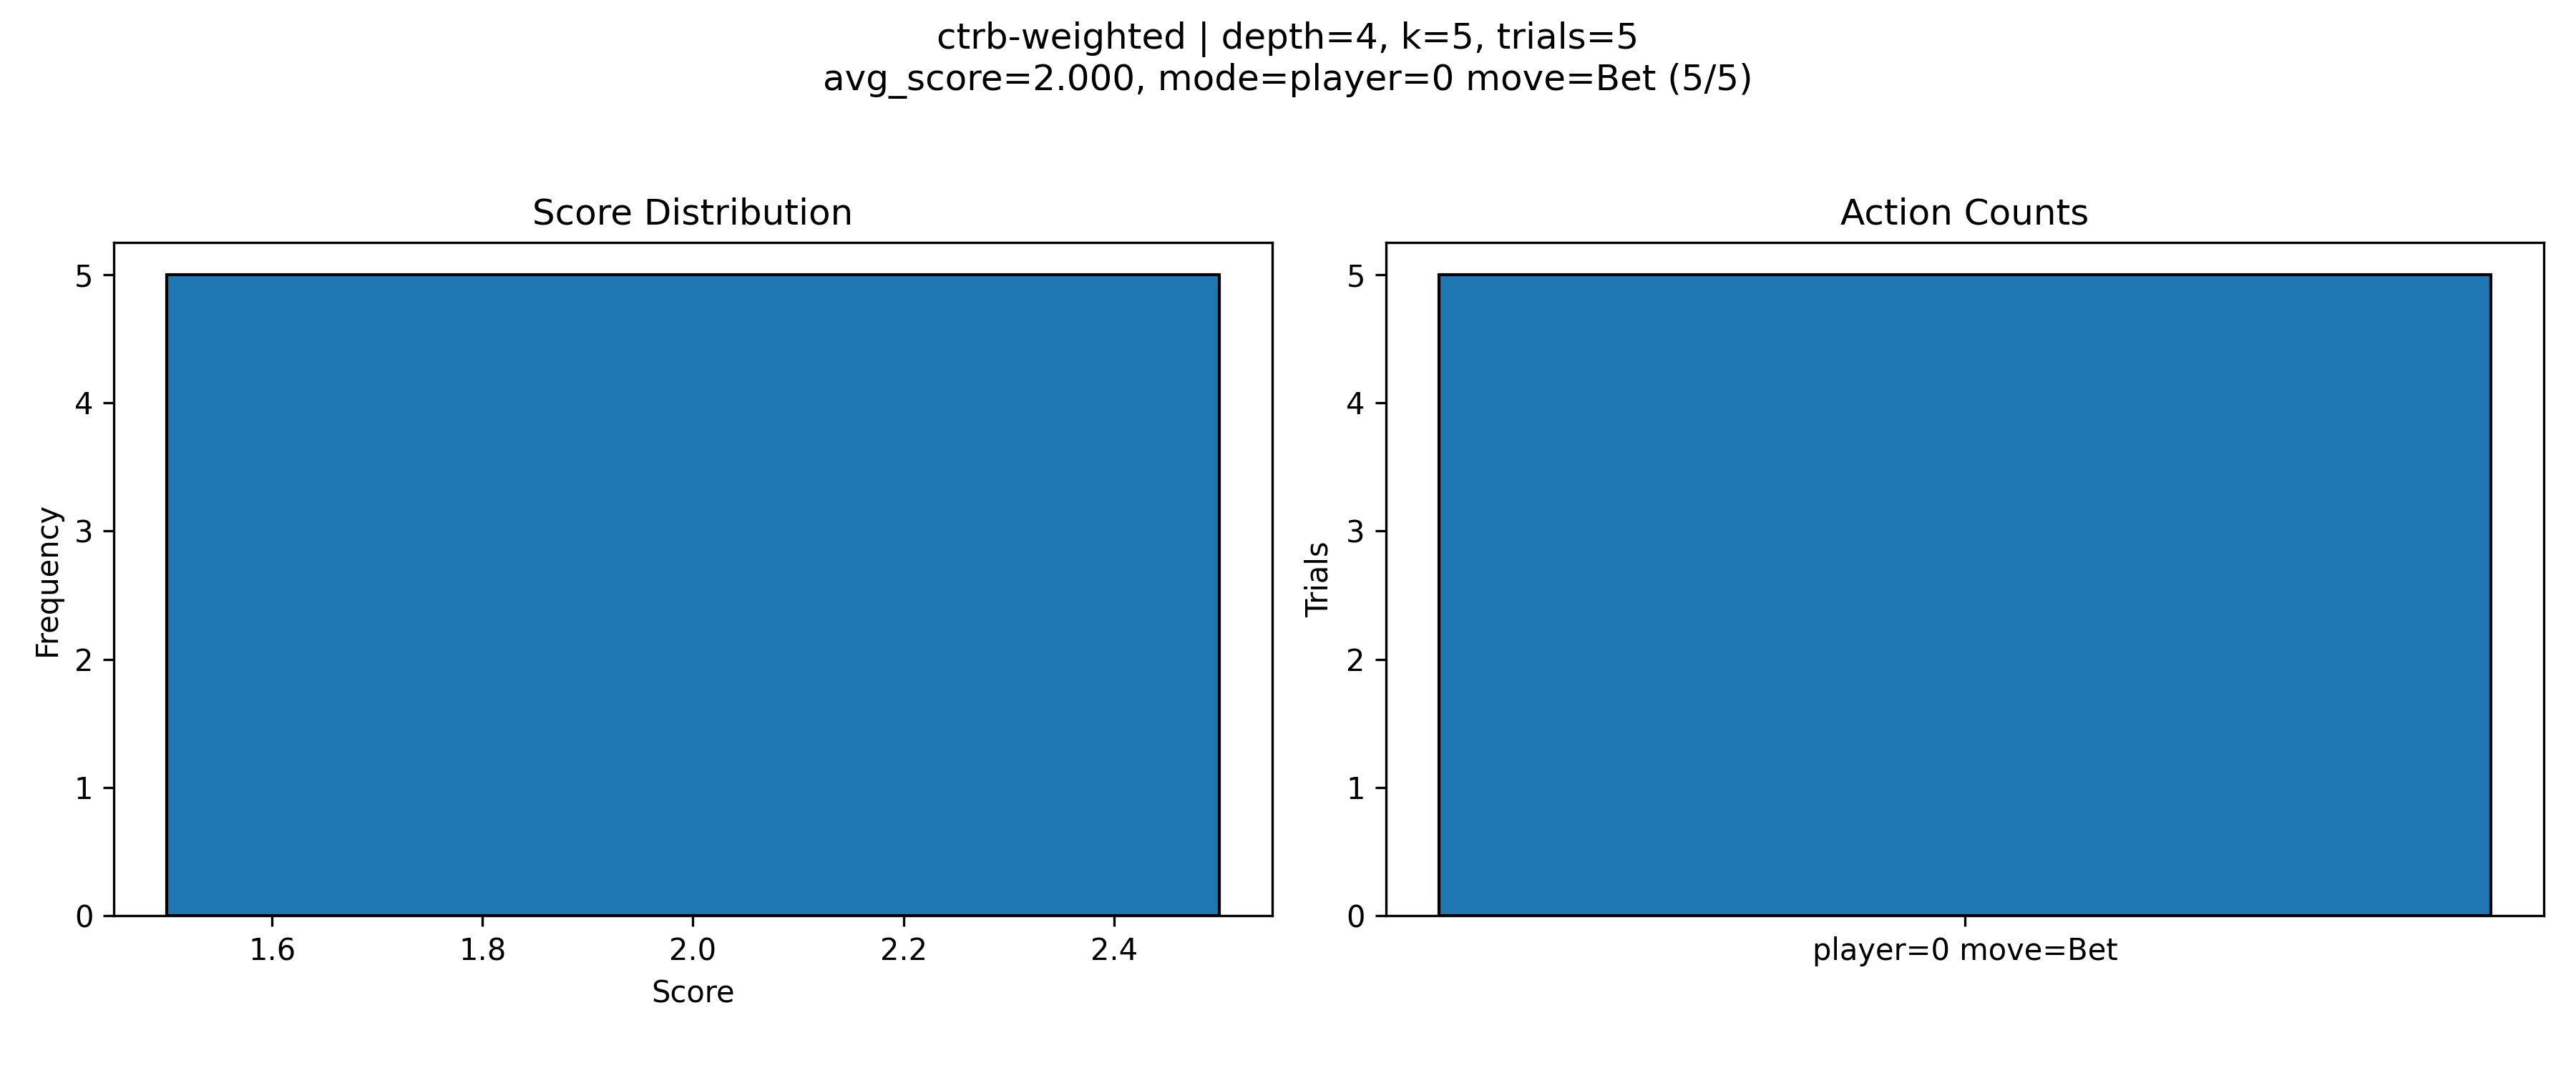 ctrb-weighted | depth=4, k=5, trials=5
avg_score=2.000, mode=player=0 move=Bet (5/5)
Score Distribution
5
4
3
2
1
0
Frequency
1.6 1.8 2.0 2.2 2.4
Score
Action Counts
5
4
3
2
1
0
Trials
player=0 move=Bet